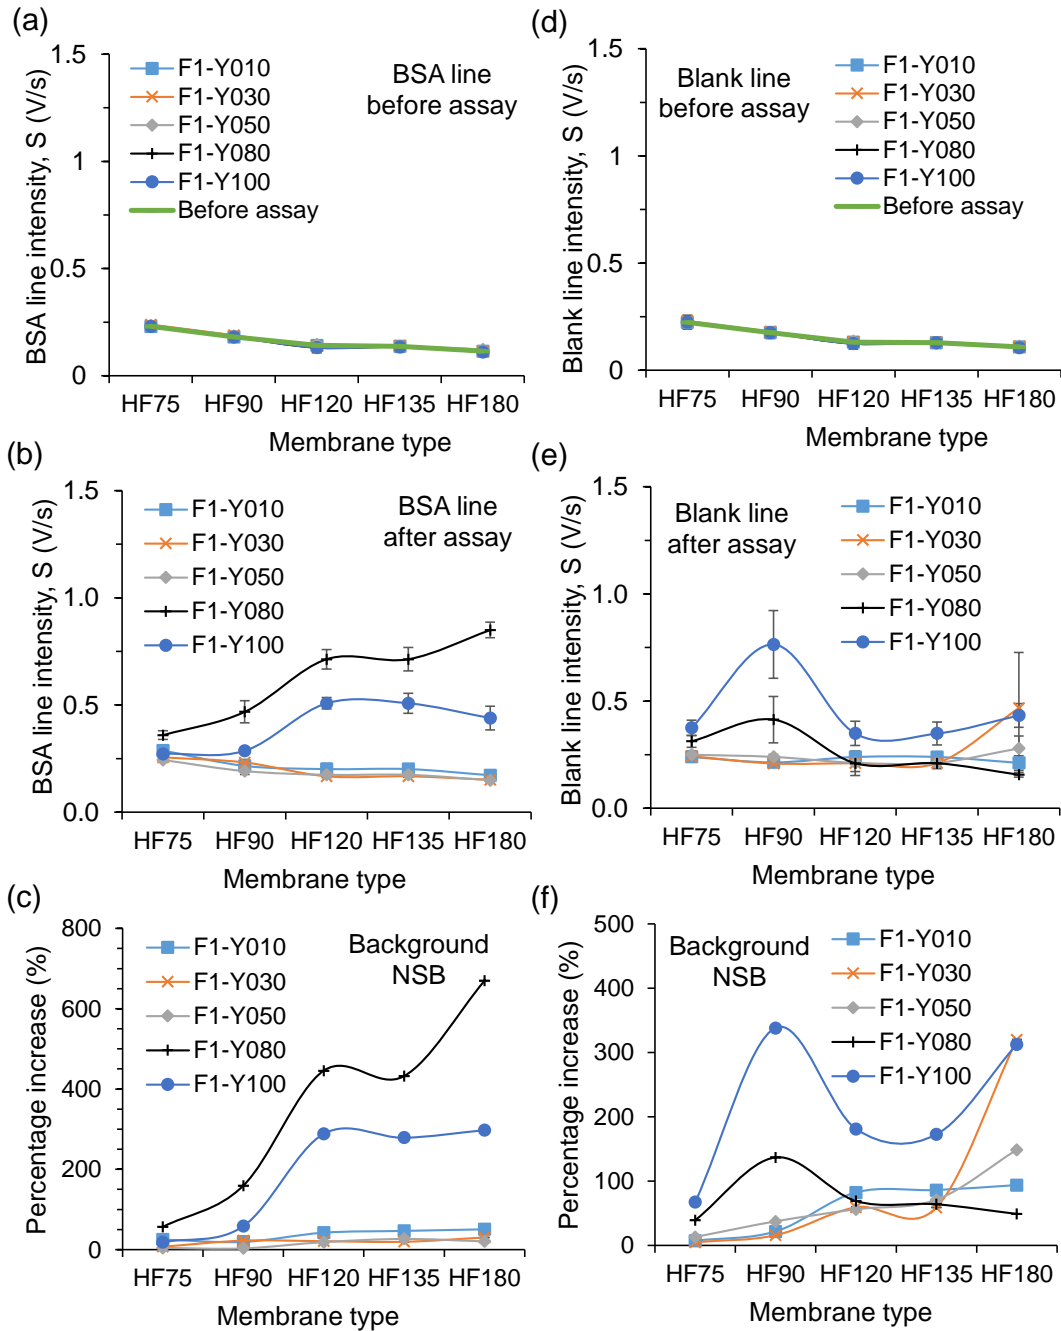 (a)
BSA line intensity, S (V/s)
1.5
1
0.5
0
F1-Y010
F1-Y030
F1-Y050
F1-Y080
F1-Y100
Before assay
BSA line
before assay
HF75 HF90 HF120 HF135 HF180
Membrane type
(d)
Blank line intensity, S (V/s)
1.5
1
0.5
0
Blank line
before assay
F1-Y010
F1-Y030
F1-Y050
F1-Y080
F1-Y100
Before assay
HF75 HF90 HF120 HF135 HF180
Membrane type
(b)
BSA line intensity, S (V/s)
1.5
1.0
0.5
0.0
F1-Y010
F1-Y030
F1-Y050
F1-Y080
F1-Y100
BSA line
after assay
HF75 HF90 HF120 HF135 HF180
Membrane type
(e)
Blank line intensity, S (V/s)
1.5
1.0
0.5
0.0
Blank line
after assay
F1-Y010
F1-Y030
F1-Y050
F1-Y080
F1-Y100
HF75 HF90 HF120 HF135 HF180
Membrane type
(c)
Percentage increase (%)
800
600
400
200
0
F1-Y010
F1-Y030
F1-Y050
F1-Y080
F1-Y100
Background
NSB
HF75 HF90 HF120 HF135 HF180
Membrane type
(f)
Percentage increase (%)
500
400
300
200
100
0
Background
NSB
F1-Y010
F1-Y030
F1-Y050
F1-Y080
F1-Y100
HF75 HF90 HF120 HF135 HF180
Membrane type